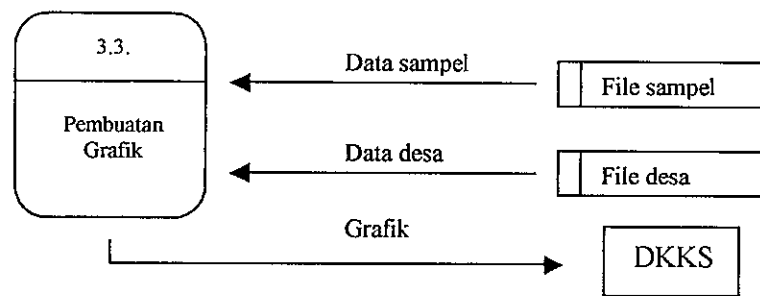 3.3.
Pembuatan
Grafik
Data sampel
File sampel
Data desa
File desa
Grafik
DKKS